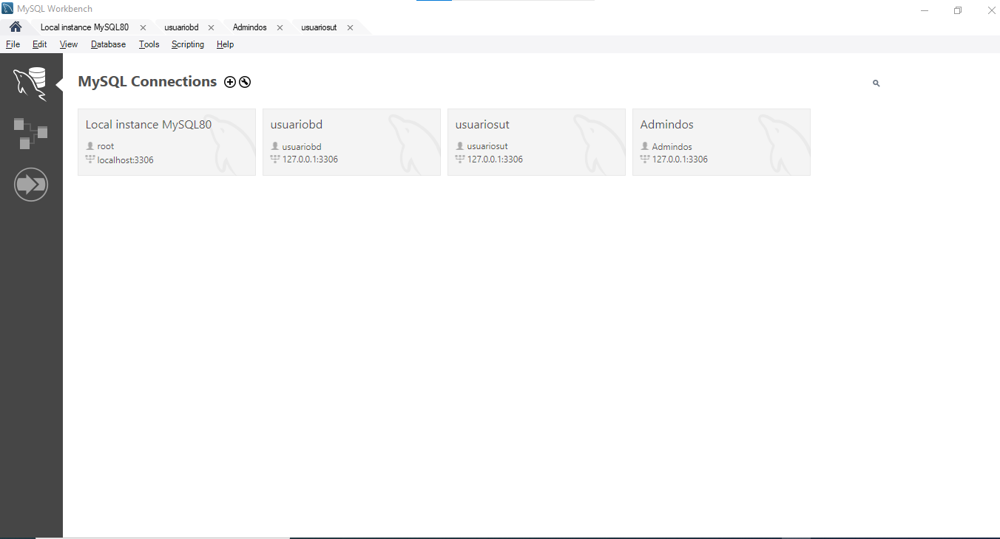 MySQL Workbench
Local instance MySQL80 usuariobd Admindos usuariosut
File Edit View Database Tools Scripting Help
MySQL Connections
Local instance MySQL80
root
localhost:3306
usuariobd
usuariobd
127.0.0.1:3306
usuariosut
usuariosut
127.0.0.1:3306
Admindos
Admindos
127.0.0.1:3306